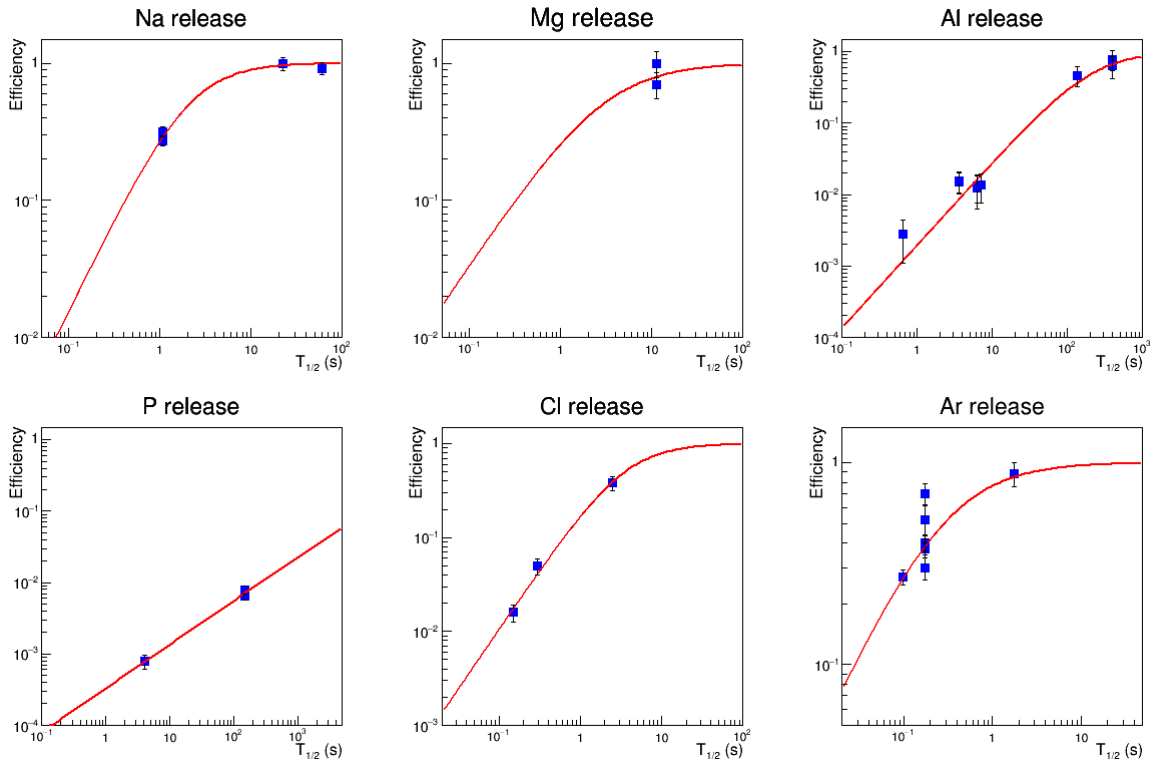 Na release
Efficiency
1
10⁻¹
10⁻²
10⁻¹ 1 10 10²
T₁/₂ (s)
Mg release
Efficiency
1
10⁻¹
10⁻²
10⁻¹ 1 10 10²
T₁/₂ (s)
Al release
Efficiency
1
10⁻¹
10⁻²
10⁻³
10⁻⁴
10⁻¹ 1 10 10² 10³
T₁/₂ (s)
P release
Efficiency
1
10⁻¹
10⁻²
10⁻³
10⁻⁴
10⁻¹ 1 10 10² 10³
T₁/₂ (s)
Cl release
Efficiency
1
10⁻¹
10⁻²
10⁻³
10⁻¹ 1 10 10²
T₁/₂ (s)
Ar release
Efficiency
1
10⁻¹
10⁻¹ 1 10
T₁/₂ (s)